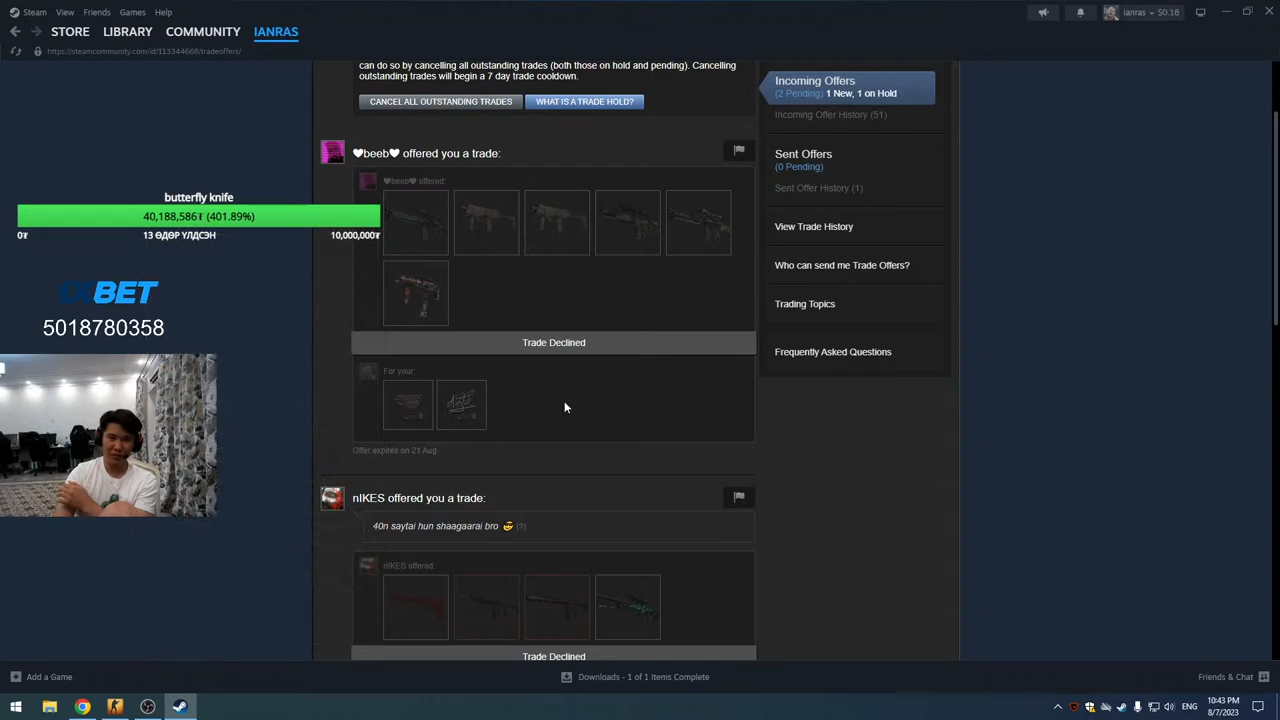 Steam View Friends Games Help
ianras $0.18
STORE LIBRARY COMMUNITY IANRAS
https://steamcommunity.com/id/113344668/tradeoffers/
can do so by cancelling all outstanding trades (both those on hold and pending). Cancelling
outstanding trades will begin a 7 day trade cooldown.
CANCEL ALL OUTSTANDING TRADES
WHAT IS A TRADE HOLD?
Incoming Offers
(2 Pending) 1 New, 1 on Hold
Incoming Offer History (51)
Sent Offers
(0 Pending)
Sent Offer History (1)
View Trade History
Who can send me Trade Offers?
Trading Topics
Frequently Asked Questions
♥beeb♥ offered you a trade:
♥beeb♥ offered:
butterfly knife
40,188,586₮ (401.89%)
0₮ 13 ӨДӨР ҮЛДСЭН 10,000,000₮
1XBET
5018780358
Trade Declined
For your:
Offer expires on 21 Aug
nIKES offered you a trade:
40n saytai hun shaagaarai bro 😎 (?)
nIKES offered:
Trade Declined
Add a Game
Downloads - 1 of 1 Items Complete
Friends & Chat
ENG
10:43 PM
8/7/2023